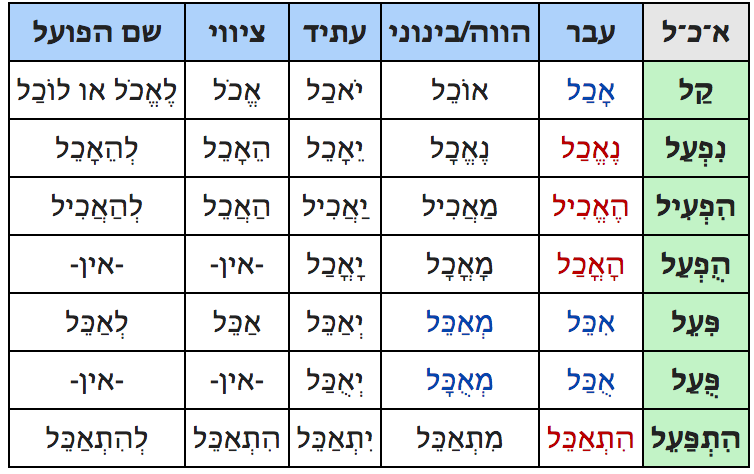 א־כ־ל עבר הווה/בינוני עתיד ציווי שם הפועל
קַל אָכַל אוֹכֵל יֹאכַל אֱכֹל לֶאֱכֹל או לוֹכַל
נִפְעַל נֶאֱכַל נֶאֱכָל יֵאָכֵל הֵאָכֵל לְהֵאָכֵל
הִפְעִיל הֶאֱכִיל מַאֲכִיל יַאֲכִיל הַאֲכֵל לְהַאֲכִיל
הֻפְעַל הָאֳכַל מָאֳכָל יָאֳכַל -אין- -אין-
פִּעֵל אִכֵּל מְאַכֵּל יְאַכֵּל אַכֵּל לְאַכֵּל
פֻּעַל אֻכַּל מְאֻכָּל יְאֻכַּל -אין- -אין-
הִתְפַּעֵל הִתְאַכֵּל מִתְאַכֵּל יִתְאַכֵּל הִתְאַכֵּל לְהִתְאַכֵּל